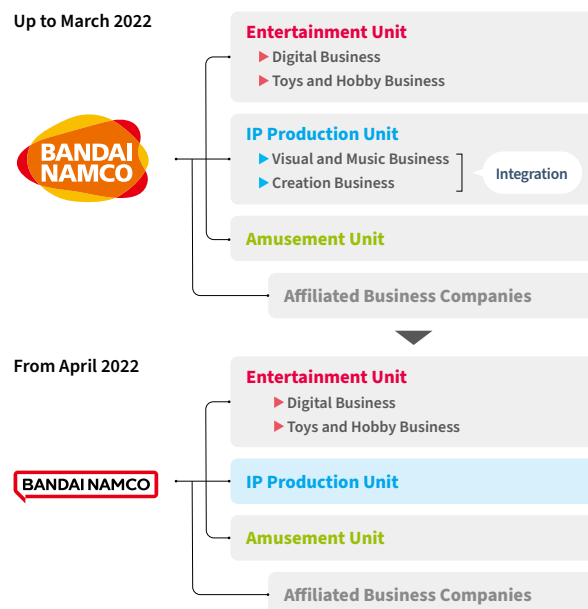 Up to March 2022
Entertainment Unit
Digital Business
Toys and Hobby Business
BANDAI
NAMCO
IP Production Unit
Visual and Music Business
Creation Business
Integration
Amusement Unit
Affiliated Business Companies
From April 2022
Entertainment Unit
Digital Business
Toys and Hobby Business
BANDAI NAMCO
IP Production Unit
Amusement Unit
Affiliated Business Companies